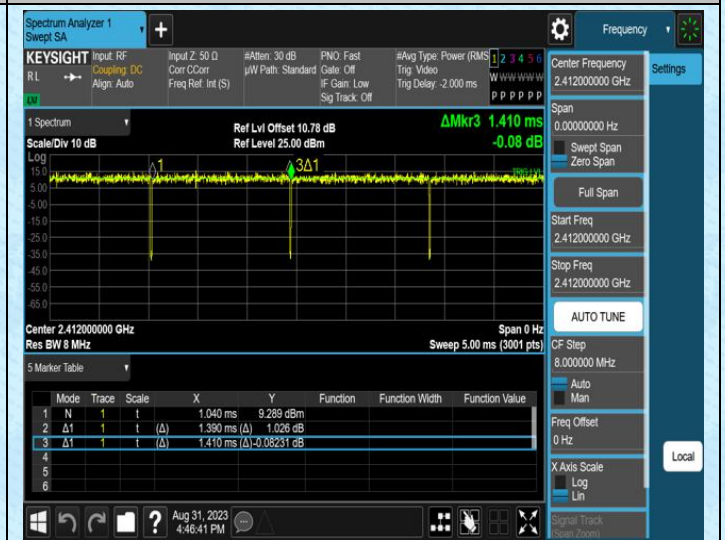 Spectrum Analyzer 1
Swept SA
+
Frequency
KEYSIGHT Input: RF Input Z: 50 Ω #Atten: 30 dB PNO: Fast #Avg Type: Power (RMS 1 2 3 4 5 6
RL Coupling: DC Corr CCorr µW Path: Standard Gate: Off Trig: Video
Align: Auto Freq Ref: Int (S) IF Gain: Low Trig Delay: -2.000 ms W W W W W W
Sig Track: Off P P P P P P
LXI
1 Spectrum Ref Lvl Offset 10.78 dB ΔMkr3 1.410 ms
Scale/Div 10 dB Ref Level 25.00 dBm -0.08 dB
Log
15.0
5.00
-5.00
-15.0
-25.0
-35.0
-45.0
-55.0
-65.0
1 3Δ1
TRIG LVL
Center 2.412000000 GHz Span 0 Hz
Res BW 8 MHz Sweep 5.00 ms (3001 pts)
5 Marker Table
Mode Trace Scale X Y Function Function Width Function Value
1 N 1 t 1.040 ms 9.289 dBm
2 Δ1 1 t (Δ) 1.390 ms (Δ) 1.026 dB
3 Δ1 1 t (Δ) 1.410 ms (Δ) -0.08231 dB
4
5
6
Aug 31, 2023
4:46:41 PM
?
Center Frequency
2.412000000 GHz
Settings
Span
0.00000000 Hz
Swept Span
Zero Span
Full Span
Start Freq
2.412000000 GHz
Stop Freq
2.412000000 GHz
AUTO TUNE
CF Step
8.000000 MHz
Auto
Man
Freq Offset
0 Hz
X Axis Scale
Log
Lin
Local
Signal Track
(Span Zoom)